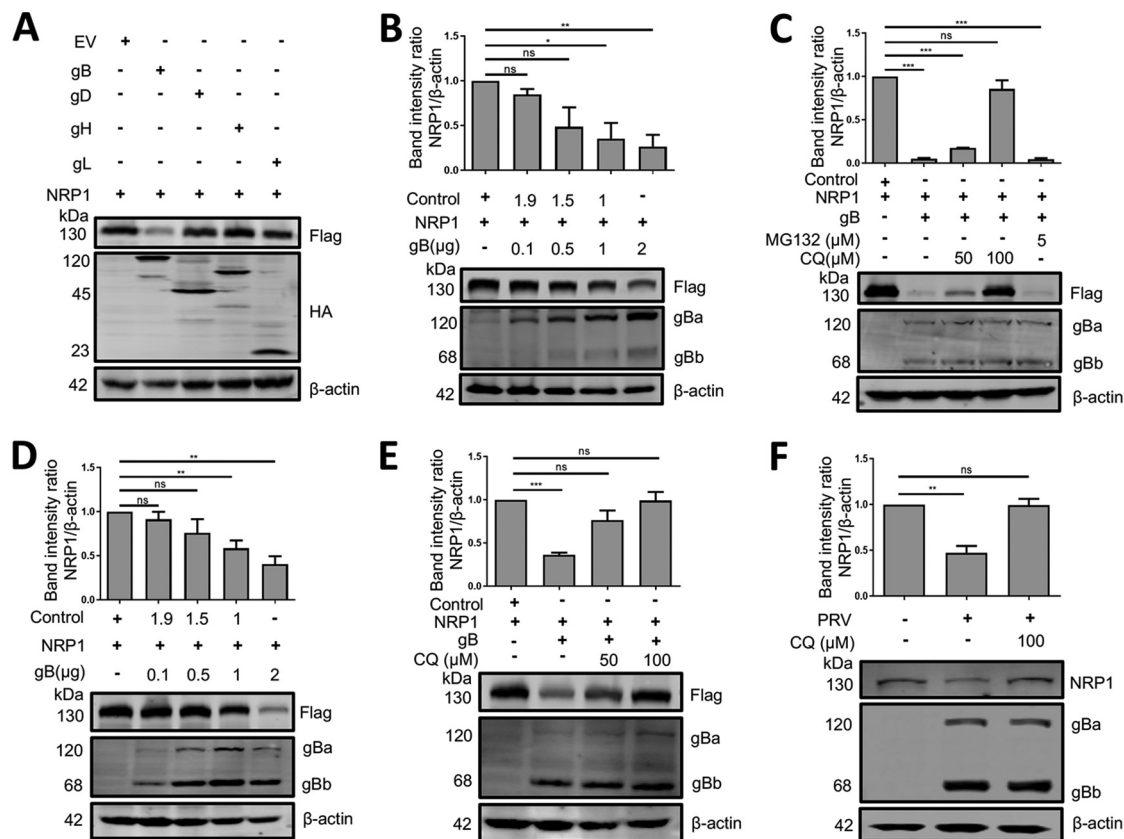 A
EV + - - - -
gB - + - - -
gD - - + - -
gH - - - + -
gL - - - - +
NRP1 + + + + +
kDa
130 Flag
120
45 HA
23
42 β-actin
B
Band intensity ratio
NRP1/β-actin
1.5
1.0
0.5
0.0
**
*
ns
ns
Control + 1.9 1.5 1 -
NRP1 + + + + +
gB(μg) - 0.1 0.5 1 2
kDa
130 Flag
120 gBa
68 gBb
42 β-actin
C
Band intensity ratio
NRP1/β-actin
1.5
1.0
0.5
0.0
***
ns
***
***
Control + - - - -
NRP1 + + + + +
gB - + + + +
MG132 (μM) - - - - 5
CQ(μM) - - 50 100 -
kDa
130 Flag
120 gBa
68 gBb
42 β-actin
D
Band intensity ratio
NRP1/β-actin
1.5
1.0
0.5
0.0
**
**
ns
ns
Control + 1.9 1.5 1 -
NRP1 + + + + +
gB(μg) - 0.1 0.5 1 2
kDa
130 Flag
120 gBa
68 gBb
42 β-actin
E
Band intensity ratio
NRP1/β-actin
1.5
1.0
0.5
0.0
ns
ns
***
Control + - - -
NRP1 + + + +
gB - + + +
CQ (μM) - - 50 100
kDa
130 Flag
120 gBa
68 gBb
42 β-actin
F
Band intensity ratio
NRP1/β-actin
1.5
1.0
0.5
0.0
ns
**
PRV - + +
CQ (μM) - - 100
kDa
130 NRP1
120 gBa
68 gBb
42 β-actin